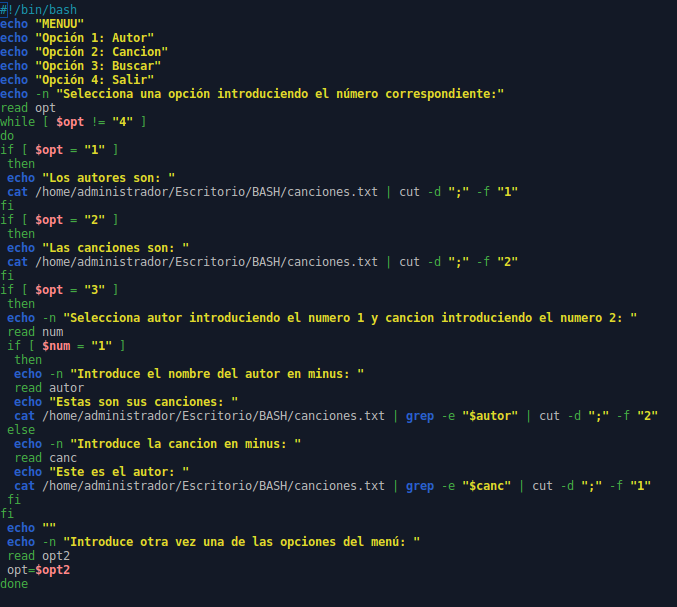 #!/bin/bash
echo "MENUU"
echo "Opción 1: Autor"
echo "Opción 2: Cancion"
echo "Opción 3: Buscar"
echo "Opción 4: Salir"
echo -n "Selecciona una opción introduciendo el número correspondiente:"
read opt
while [ $opt != "4" ]
do
if [ $opt = "1" ]
 then
 echo "Los autores son: "
 cat /home/administrador/Escritorio/BASH/canciones.txt | cut -d ";" -f "1"
fi
if [ $opt = "2" ]
 then
 echo "Las canciones son: "
 cat /home/administrador/Escritorio/BASH/canciones.txt | cut -d ";" -f "2"
fi
if [ $opt = "3" ]
 then
 echo -n "Selecciona autor introduciendo el numero 1 y cancion introduciendo el numero 2: "
 read num
 if [ $num = "1" ]
  then
  echo -n "Introduce el nombre del autor en minus: "
  read autor
  echo "Estas son sus canciones: "
  cat /home/administrador/Escritorio/BASH/canciones.txt | grep -e "$autor" | cut -d ";" -f "2"
 else
  echo -n "Introduce la cancion en minus: "
  read canc
  echo "Este es el autor: "
  cat /home/administrador/Escritorio/BASH/canciones.txt | grep -e "$canc" | cut -d ";" -f "1"
 fi
fi
 echo ""
 echo -n "Introduce otra vez una de las opciones del menú: "
 read opt2
 opt=$opt2
done